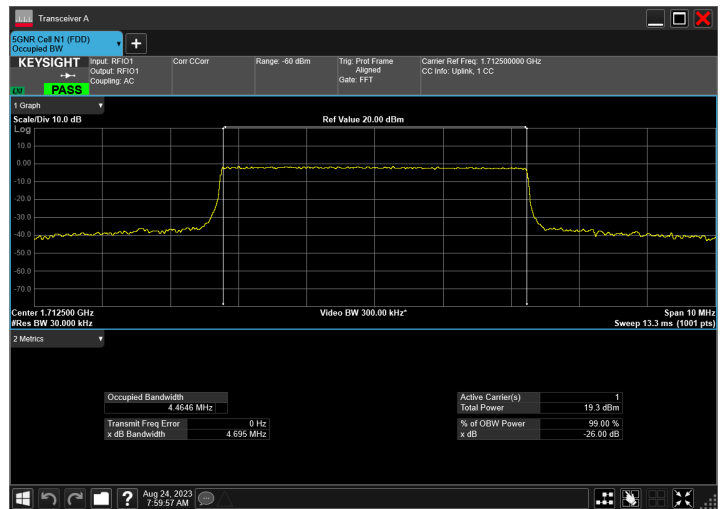 Transceiver A
5GNR Cell N1 (FDD)
Occupied BW
KEYSIGHT
LXI
PASS
Input: RFIO1
Output: RFIO1
Coupling: AC
Corr CCorr
Range: -60 dBm
Trig: Prot Frame
Aligned
Gate: FFT
Carrier Ref Freq: 1.712500000 GHz
CC Info: Uplink, 1 CC
1 Graph
Scale/Div 10.0 dB
Ref Value 20.00 dBm
Log
10.0
0.00
-10.0
-20.0
-30.0
-40.0
-50.0
-60.0
-70.0
Center 1.712500 GHz
Video BW 300.00 kHz*
Span 10 MHz
#Res BW 30.000 kHz
Sweep 13.3 ms (1001 pts)
2 Metrics
Occupied Bandwidth
4.4646 MHz
Transmit Freq Error 0 Hz
x dB Bandwidth 4.695 MHz
Active Carrier(s) 1
Total Power 19.3 dBm
% of OBW Power 99.00 %
x dB -26.00 dB
?
Aug 24, 2023
7:59:57 AM